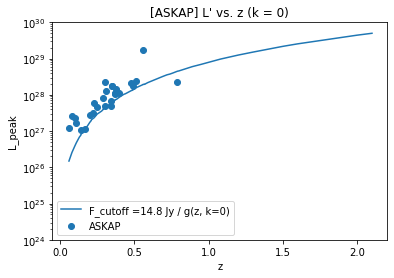 [ASKAP] L' vs. z (k = 0)
10^30
10^29
10^28
10^27
10^26
10^25
10^24
L_peak
F_cutoff =14.8 Jy / g(z, k=0)
ASKAP
0.0 0.5 1.0 1.5 2.0
z